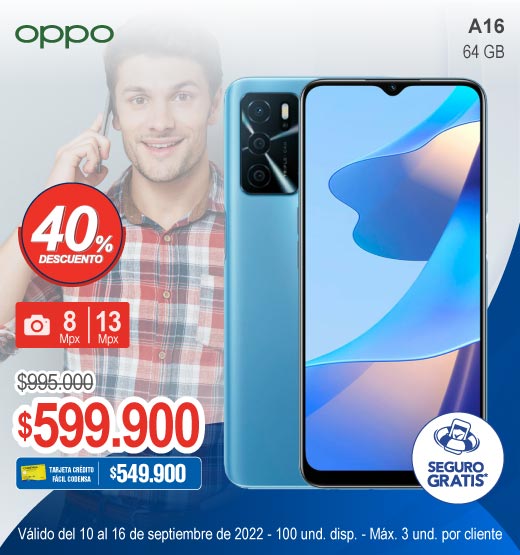 oppo
A16
64 GB
40%
DESCUENTO
8 Mpx | 13 Mpx
$995.000
$599.900
TARJETA CRÉDITO
FÁCIL CODENSA
$549.900
SEGURO
GRATIS*
Válido del 10 al 16 de septiembre de 2022 - 100 und. disp. - Máx. 3 und. por cliente